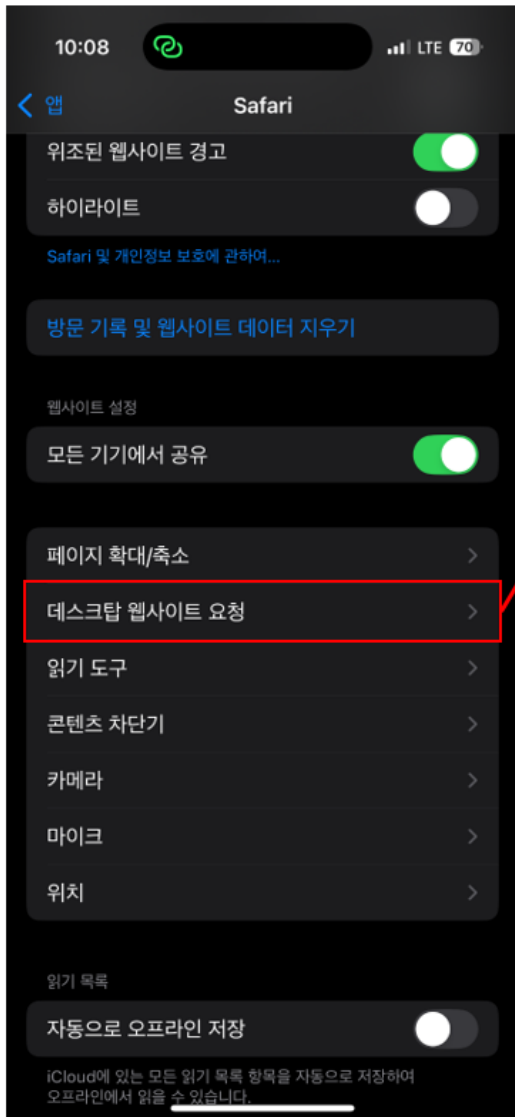 10:08
LTE 70
앱
Safari
위조된 웹사이트 경고
하이라이트
Safari 및 개인정보 보호에 관하여...
방문 기록 및 웹사이트 데이터 지우기
웹사이트 설정
모든 기기에서 공유
페이지 확대/축소
데스크탑 웹사이트 요청
읽기 도구
콘텐츠 차단기
카메라
마이크
위치
읽기 목록
자동으로 오프라인 저장
iCloud에 있는 모든 읽기 목록 항목을 자동으로 저장하여
오프라인에서 읽을 수 있습니다.